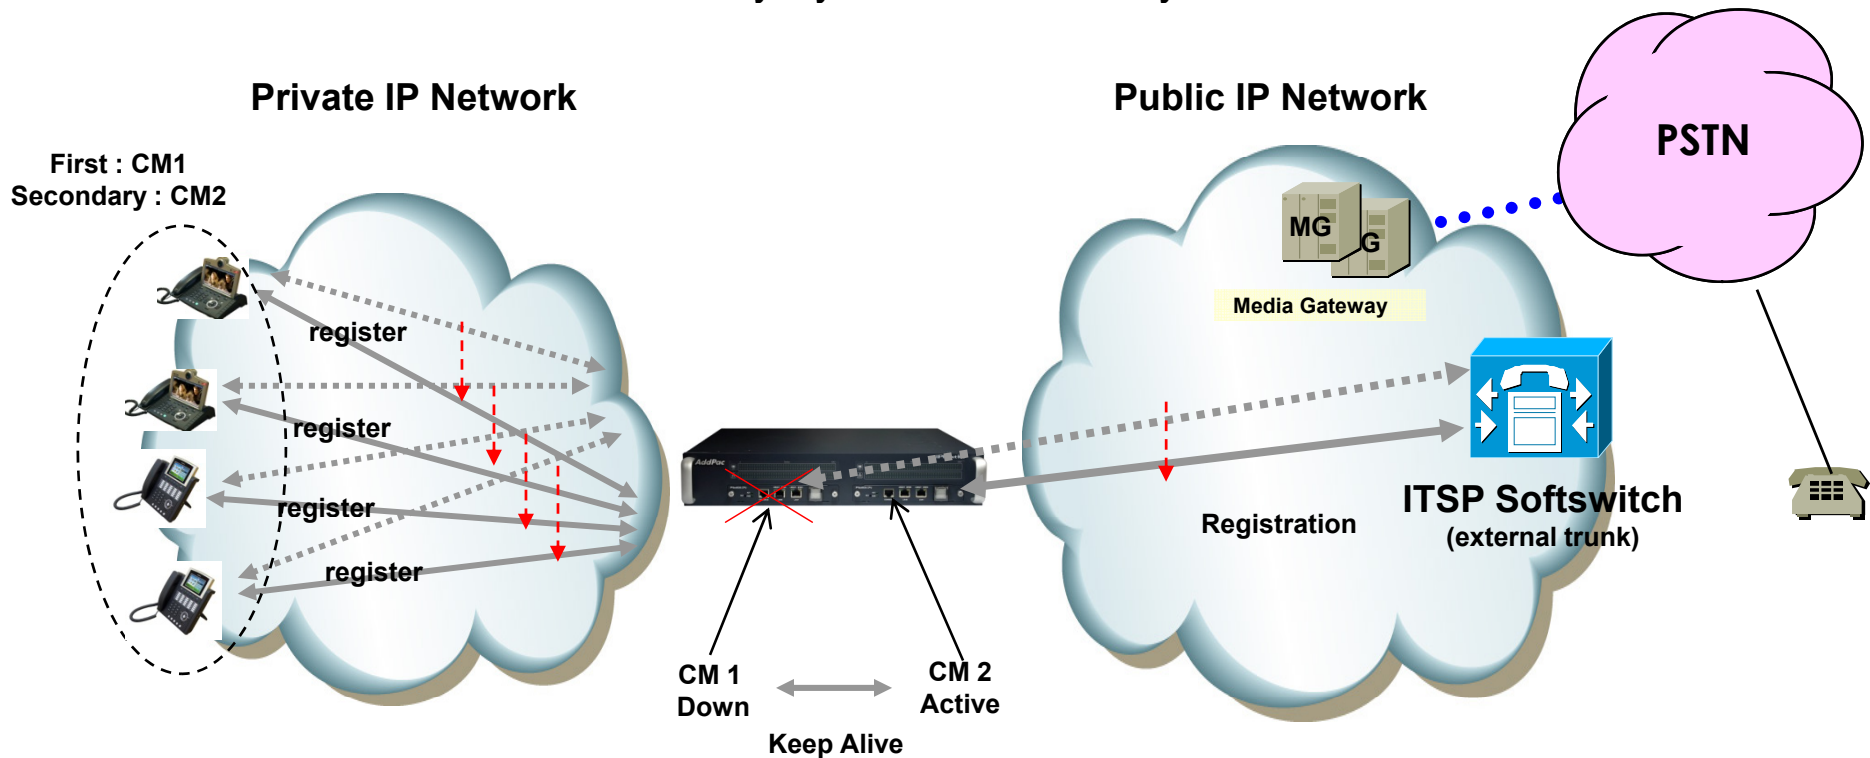 Private IP Network
Public IP Network
PSTN
First : CM1
Secondary : CM2
MG
G
Media Gateway
register
register
register
register
AddPac
ITSP Softswitch
(external trunk)
Registration
CM 1
Down
CM 2
Active
Keep Alive